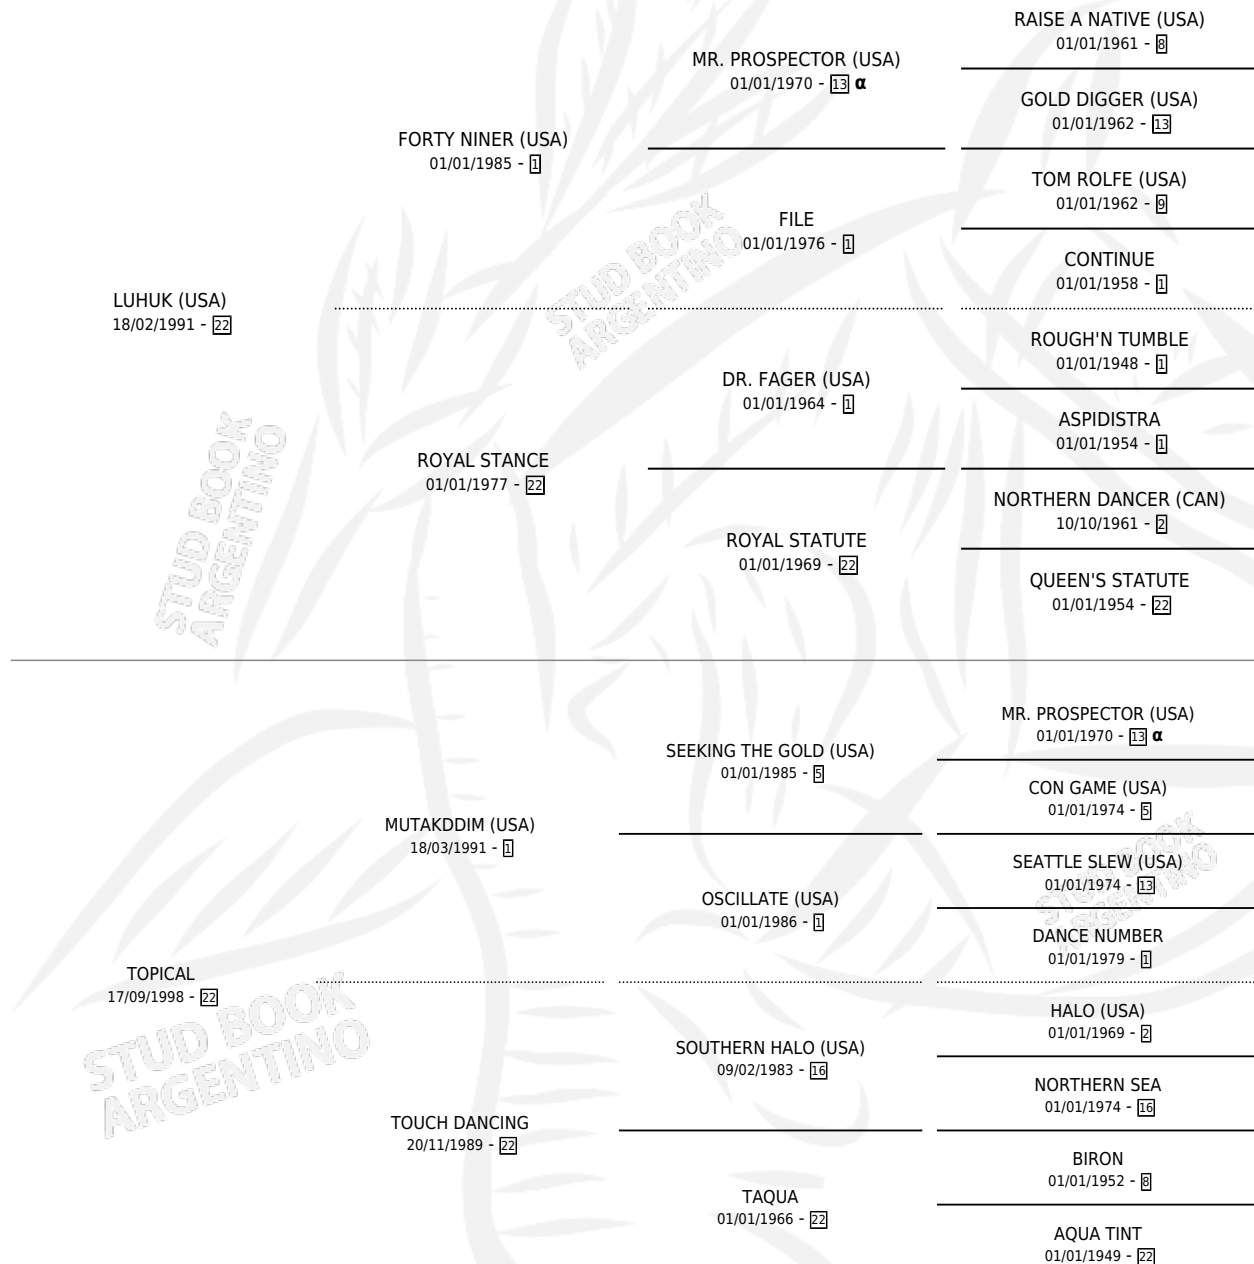 RAISE A NATIVE (USA)
01/01/1961 - 8
MR. PROSPECTOR (USA)
01/01/1970 - 13 α
GOLD DIGGER (USA)
01/01/1962 - 13
FORTY NINER (USA)
01/01/1985 - 1
TOM ROLFE (USA)
01/01/1962 - 9
FILE
01/01/1976 - 1
CONTINUE
01/01/1958 - 1
LUHUK (USA)
18/02/1991 - 22
STUD BOOK
ARGENTINO
ROUGH'N TUMBLE
01/01/1948 - 1
DR. FAGER (USA)
01/01/1964 - 1
ASPIDISTRA
01/01/1954 - 1
ROYAL STANCE
01/01/1977 - 22
STUD BOOK
ARGENTINO
NORTHERN DANCER (CAN)
10/10/1961 - 2
ROYAL STATUTE
01/01/1969 - 22
QUEEN'S STATUTE
01/01/1954 - 22
MR. PROSPECTOR (USA)
01/01/1970 - 13 α
SEEKING THE GOLD (USA)
01/01/1985 - 5
CON GAME (USA)
01/01/1974 - 5
MUTAKDDIM (USA)
18/03/1991 - 1
STUD BOOK
ARGENTINO
SEATTLE SLEW (USA)
01/01/1974 - 13
OSCILLATE (USA)
01/01/1986 - 1
DANCE NUMBER
01/01/1979 - 1
TOPICAL
17/09/1998 - 22
STUD BOOK
ARGENTINO
HALO (USA)
01/01/1969 - 2
SOUTHERN HALO (USA)
09/02/1983 - 16
NORTHERN SEA
01/01/1974 - 16
TOUCH DANCING
20/11/1989 - 22
BIRON
01/01/1952 - 8
TAQUA
01/01/1966 - 22
AQUA TINT
01/01/1949 - 22